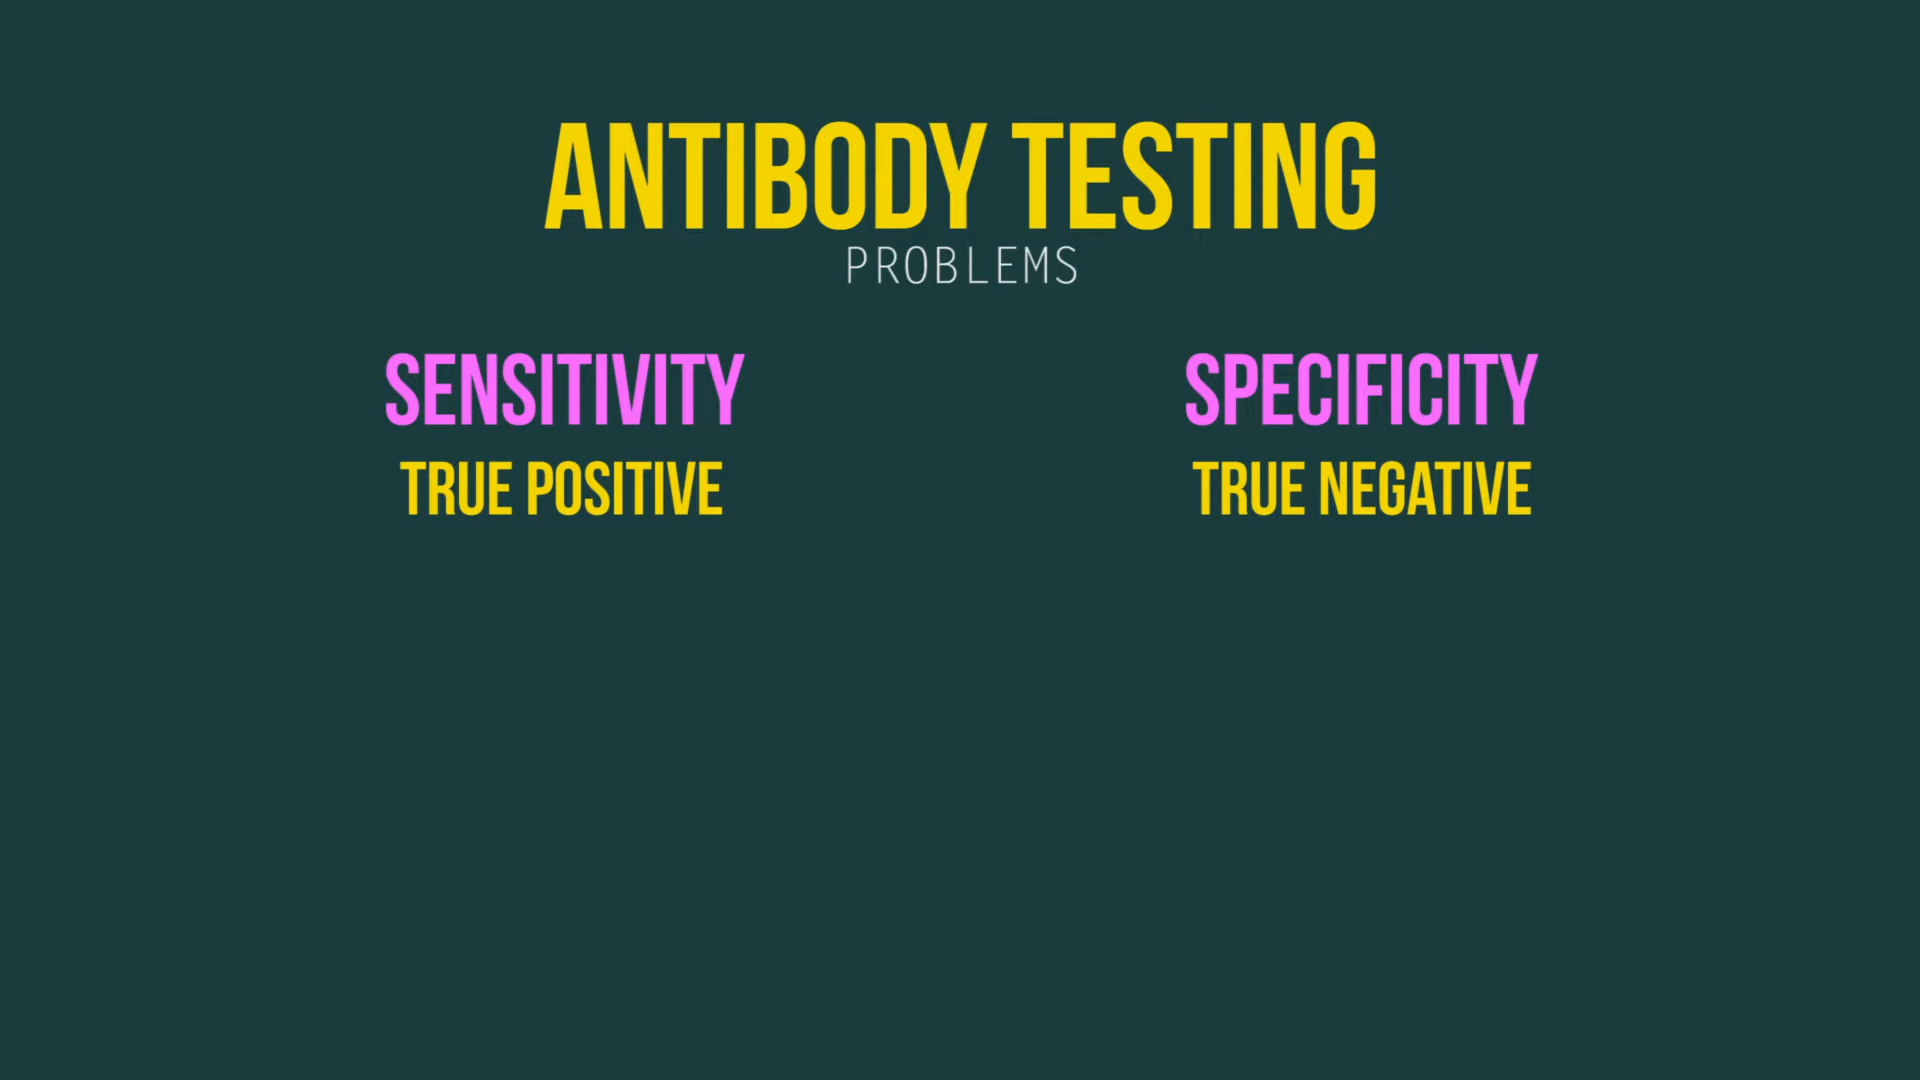 ANTIBODY TESTING
PROBLEMS
SENSITIVITY
SPECIFICITY
TRUE POSITIVE
TRUE NEGATIVE